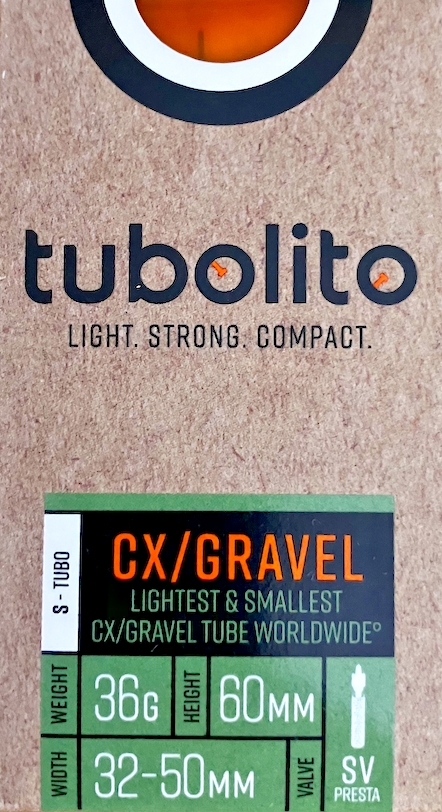 tubolito
LIGHT. STRONG. COMPACT.
S - TUBO
CX/GRAVEL
LIGHTEST & SMALLEST
CX/GRAVEL TUBE WORLDWIDE°
WEIGHT 36G HEIGHT 60MM
WIDTH 32-50MM VALVE SV
PRESTA